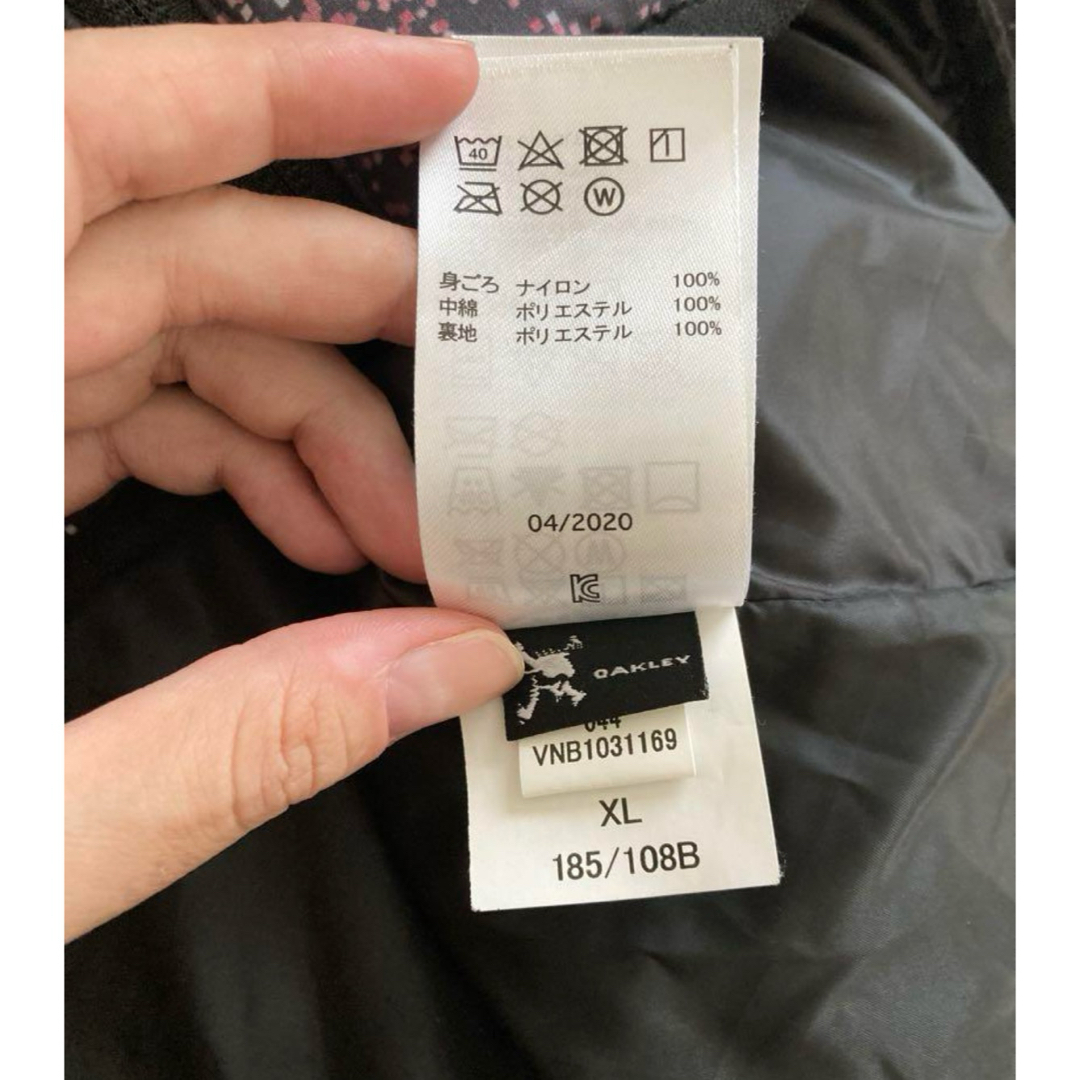 40
W
身ごろ ナイロン 100%
中綿 ポリエステル 100%
裏地 ポリエステル 100%
04/2020
OAKLEY
VNB1031169
XL
185/108B